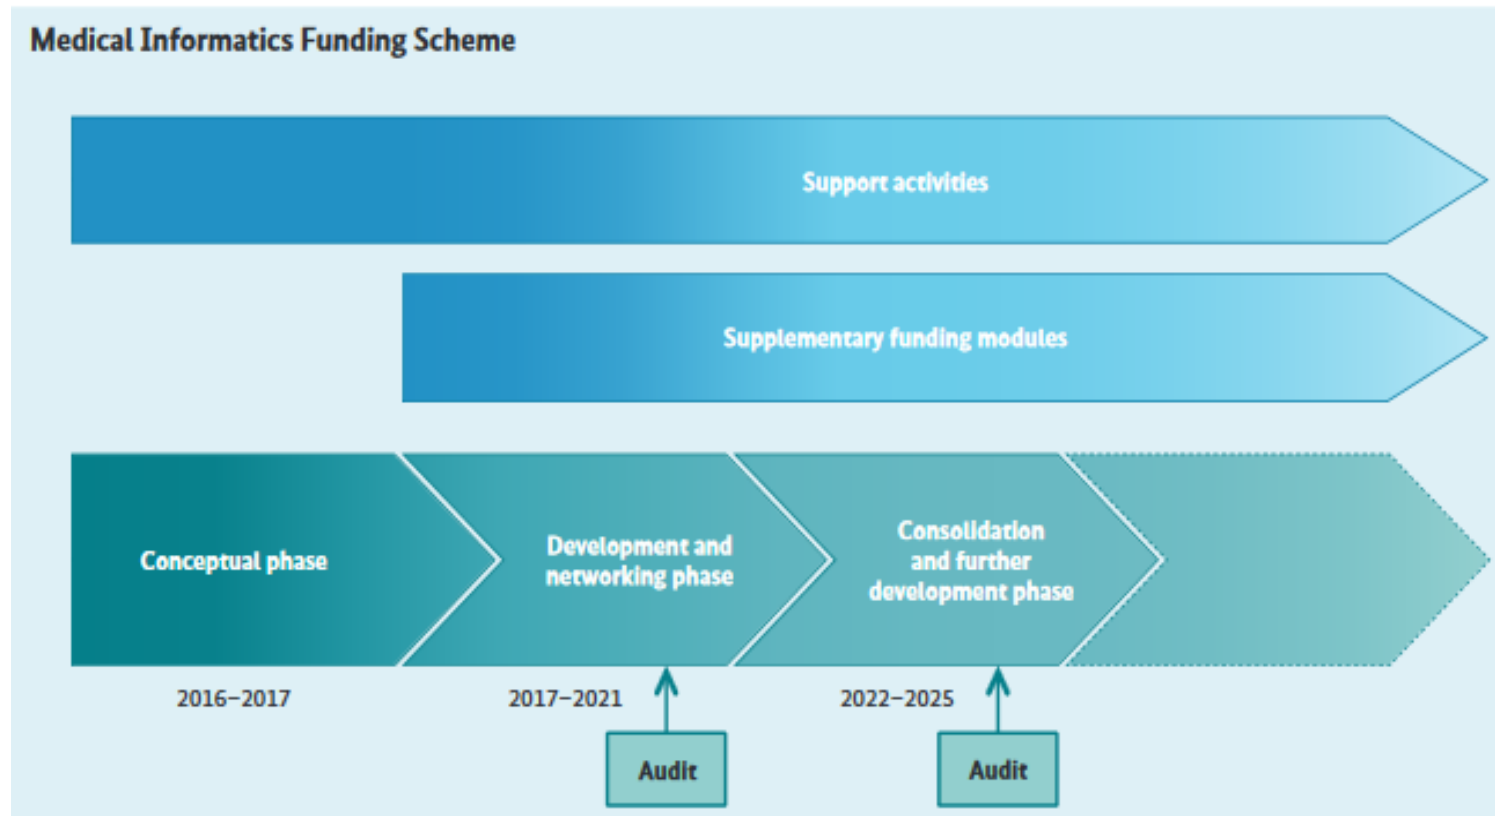 Medical Informatics Funding Scheme
Support activities
Supplementary funding modules
Conceptual phase
Development and
networking phase
Consolidation
and further
development phase
2016–2017
2017–2021
2022–2025
Audit
Audit